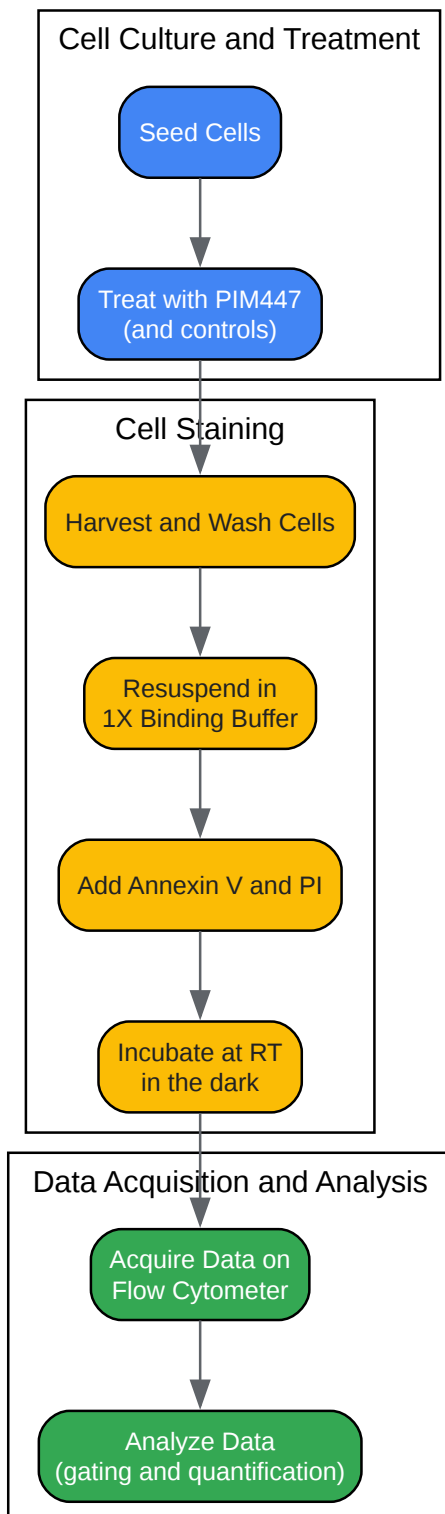 Cell Culture and Treatment
Seed Cells
Treat with PIM447
(and controls)
Cell Staining
Harvest and Wash Cells
Resuspend in
1X Binding Buffer
Add Annexin V and PI
Incubate at RT
in the dark
Data Acquisition and Analysis
Acquire Data on
Flow Cytometer
Analyze Data
(gating and quantification)